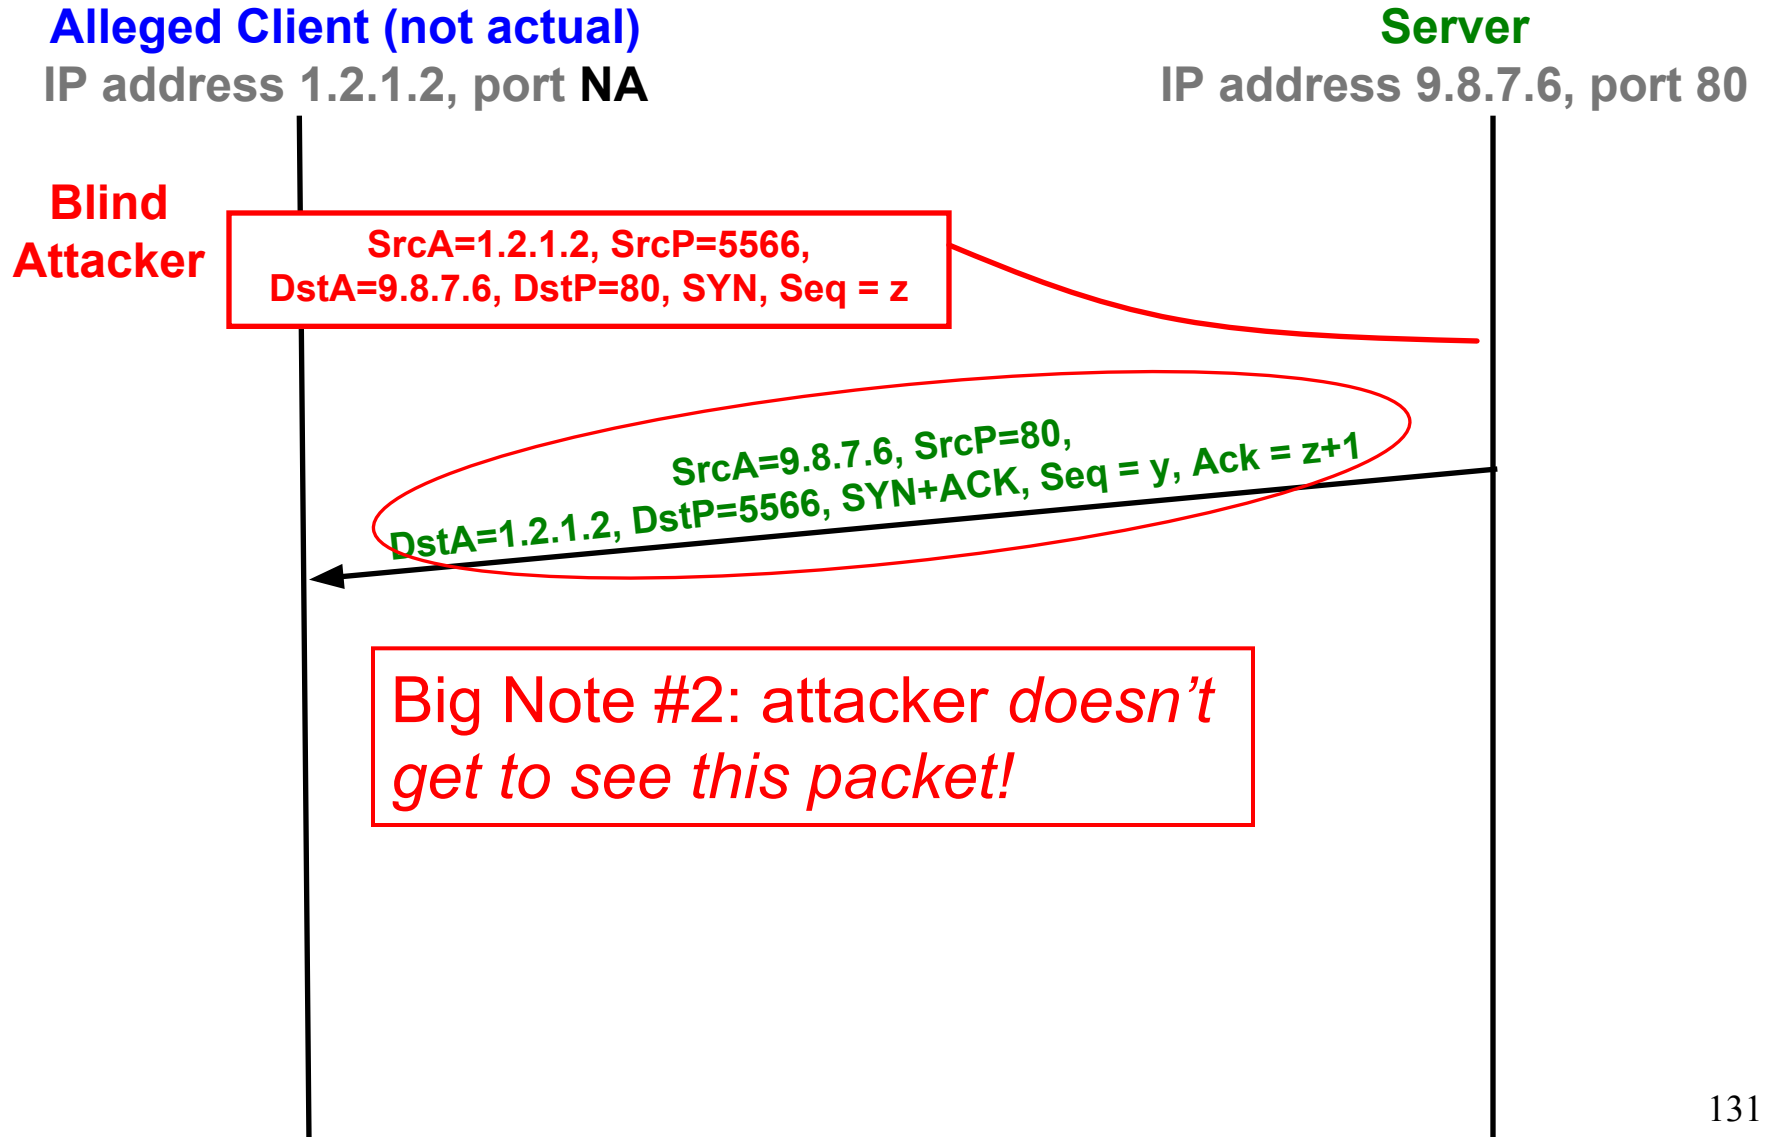 Alleged Client (not actual)
IP address 1.2.1.2, port NA
Server
IP address 9.8.7.6, port 80
Blind
Attacker
SrcA=1.2.1.2, SrcP=5566,
DstA=9.8.7.6, DstP=80, SYN, Seq = z
SrcA=9.8.7.6, SrcP=80,
DstA=1.2.1.2, DstP=5566, SYN+ACK, Seq = y, Ack = z+1
Big Note #2: attacker doesn’t
get to see this packet!
131